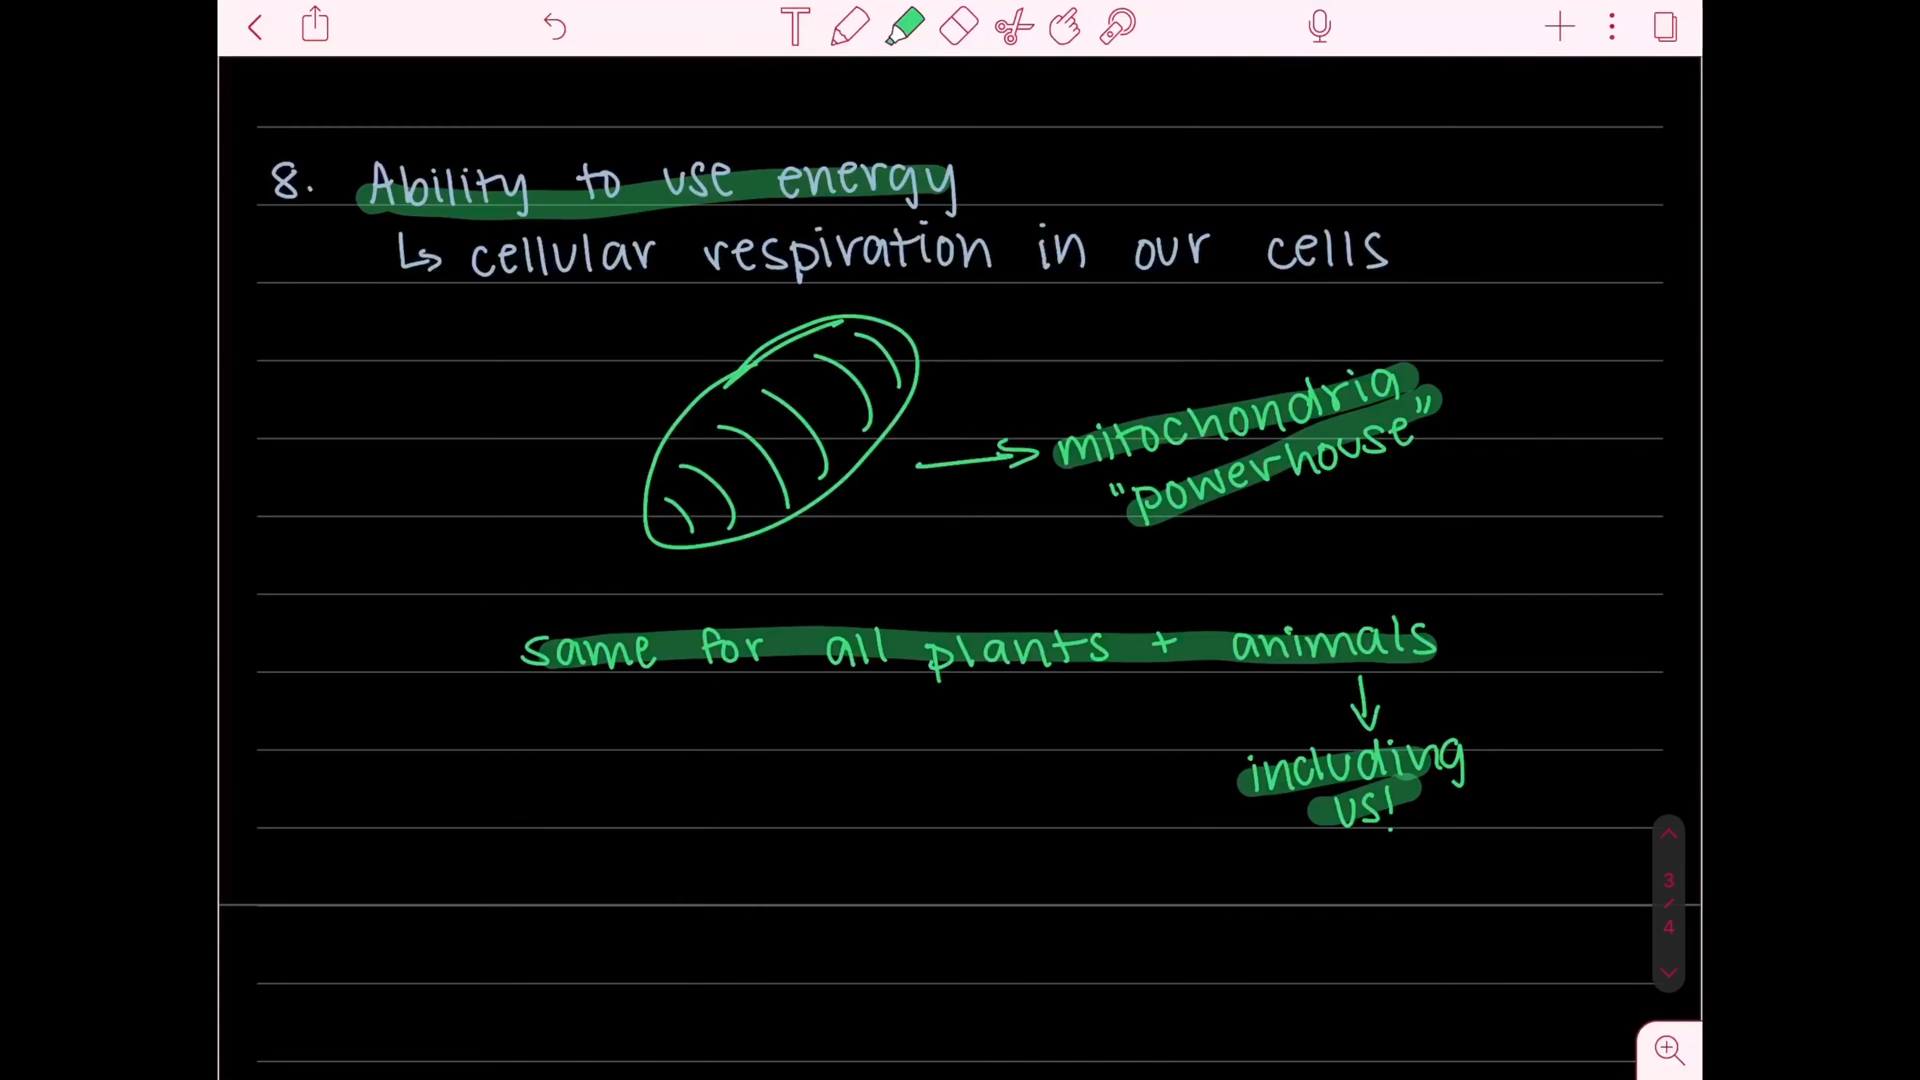 8. Ability to use energy
↳ cellular respiration in our cells
→ mitochondria
"powerhouse"
same for all plants + animals
↓
including
us!
3
/
4